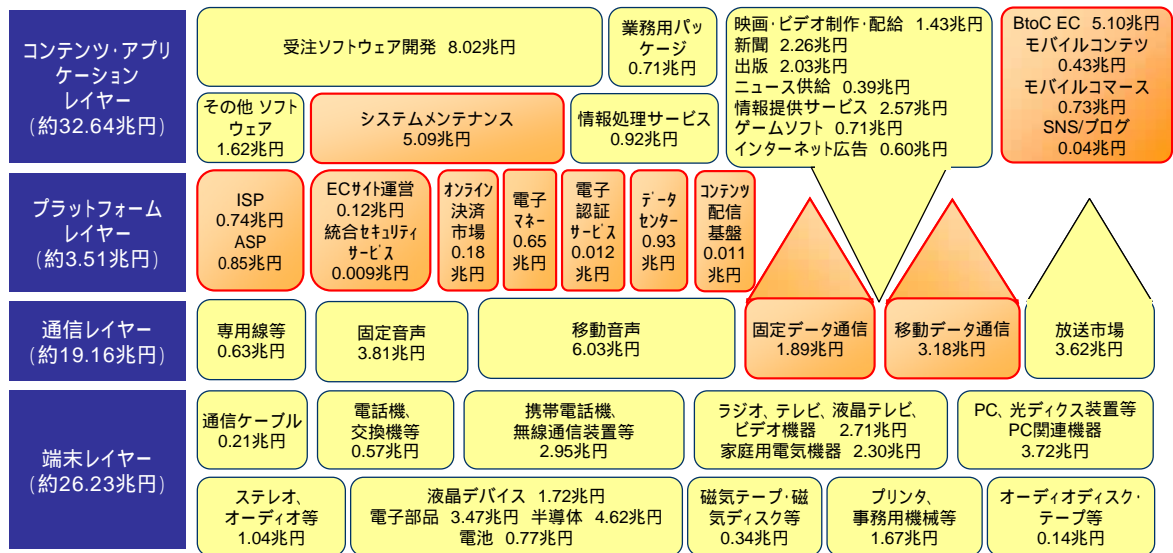 コンテンツ・アプリ
ケーション
レイヤー
(約32.64兆円)
受注ソフトウェア開発 8.02兆円
業務用パッ
ケージ
0.71兆円
映画・ビデオ制作・配給 1.43兆円
新聞 2.26兆円
出版 2.03兆円
ニュース供給 0.39兆円
情報提供サービス 2.57兆円
ゲームソフト 0.71兆円
インターネット広告 0.60兆円
BtoC EC 5.10兆円
モバイルコンテツ
0.43兆円
モバイルコマース
0.73兆円
SNS/ブログ
0.04兆円
その他 ソフト
ウェア
1.62兆円
システムメンテナンス
5.09兆円
情報処理サービス
0.92兆円
プラットフォーム
レイヤー
(約3.51兆円)
ISP
0.74兆円
ASP
0.85兆円
ECサイト運営
0.12兆円
統合セキュリティ
サービス
0.009兆円
オンライン
決済
市場
0.18
兆円
電子
マネー
0.65
兆円
電子
認証
サービス
0.012
兆円
データ
センター
0.93
兆円
コンテンツ
配信
基盤
0.011
兆円
通信レイヤー
(約19.16兆円)
専用線等
0.63兆円
固定音声
3.81兆円
移動音声
6.03兆円
固定データ通信
1.89兆円
移動データ通信
3.18兆円
放送市場
3.62兆円
端末レイヤー
(約26.23兆円)
通信ケーブル
0.21兆円
電話機、
交換機等
0.57兆円
携帯電話機、
無線通信装置等
2.95兆円
ラジオ、テレビ、液晶テレビ、
ビデオ機器 2.71兆円
家庭用電気機器 2.30兆円
PC、光ディクス装置等
PC関連機器
3.72兆円
ステレオ、
オーディオ等
1.04兆円
液晶デバイス 1.72兆円
電子部品 3.47兆円 半導体 4.62兆円
電池 0.77兆円
磁気テープ・磁
気ディスク等
0.34兆円
プリンタ、
事務用機械等
1.67兆円
オーディオディスク・
テープ等
0.14兆円